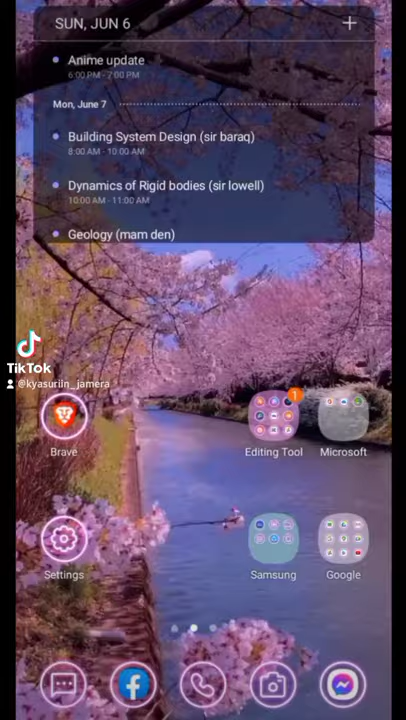 SUN, JUN 6
Anime update
6:00 PM - 7:00 PM
Mon, June 7
Building System Design (sir baraq)
8:00 AM - 10:00 AM
Dynamics of Rigid bodies (sir lowell)
10:00 AM - 11:00 AM
Geology (mam den)
TikTok
@kyasuriin_jamera
1
Brave
Editing Tool
Microsoft
Settings
Samsung
Google